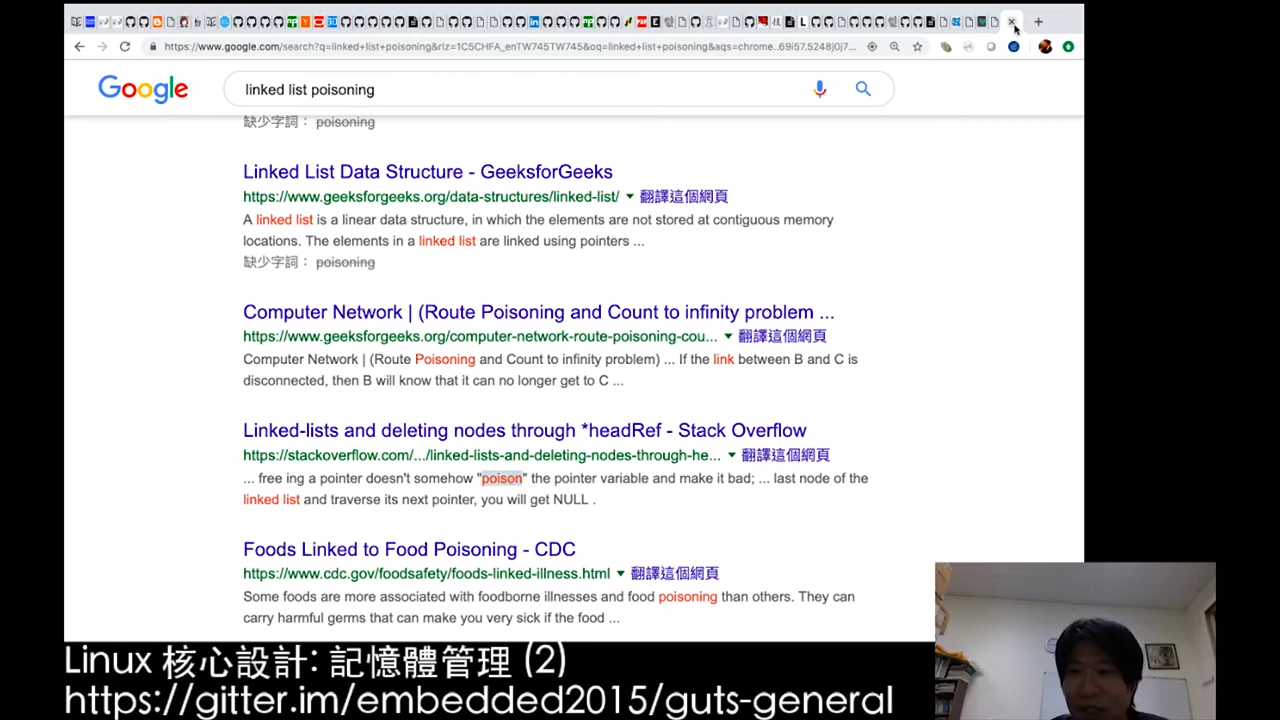 https://www.google.com/search?q=linked+list+poisoning&rlz=1C5CHFA_enTW745TW745&oq=linked+list+poisoning&aqs=chrome..69i57.5248j0j7...
Google
linked list poisoning
缺少字詞： poisoning
Linked List Data Structure - GeeksforGeeks
https://www.geeksforgeeks.org/data-structures/linked-list/ ▼ 翻譯這個網頁
A linked list is a linear data structure, in which the elements are not stored at contiguous memory
locations. The elements in a linked list are linked using pointers ...
缺少字詞： poisoning
Computer Network | (Route Poisoning and Count to infinity problem ...
https://www.geeksforgeeks.org/computer-network-route-poisoning-cou... ▼ 翻譯這個網頁
Computer Network | (Route Poisoning and Count to infinity problem) ... If the link between B and C is
disconnected, then B will know that it can no longer get to C ...
Linked-lists and deleting nodes through *headRef - Stack Overflow
https://stackoverflow.com/.../linked-lists-and-deleting-nodes-through-he... ▼ 翻譯這個網頁
... free ing a pointer doesn't somehow "poison" the pointer variable and make it bad; ... last node of the
linked list and traverse its next pointer, you will get NULL .
Foods Linked to Food Poisoning - CDC
https://www.cdc.gov/foodsafety/foods-linked-illness.html ▼ 翻譯這個網頁
Some foods are more associated with foodborne illnesses and food poisoning than others. They can
carry harmful germs that can make you very sick if the food ...
Linux 核心設計: 記憶體管理 (2)
https://gitter.im/embedded2015/guts-general